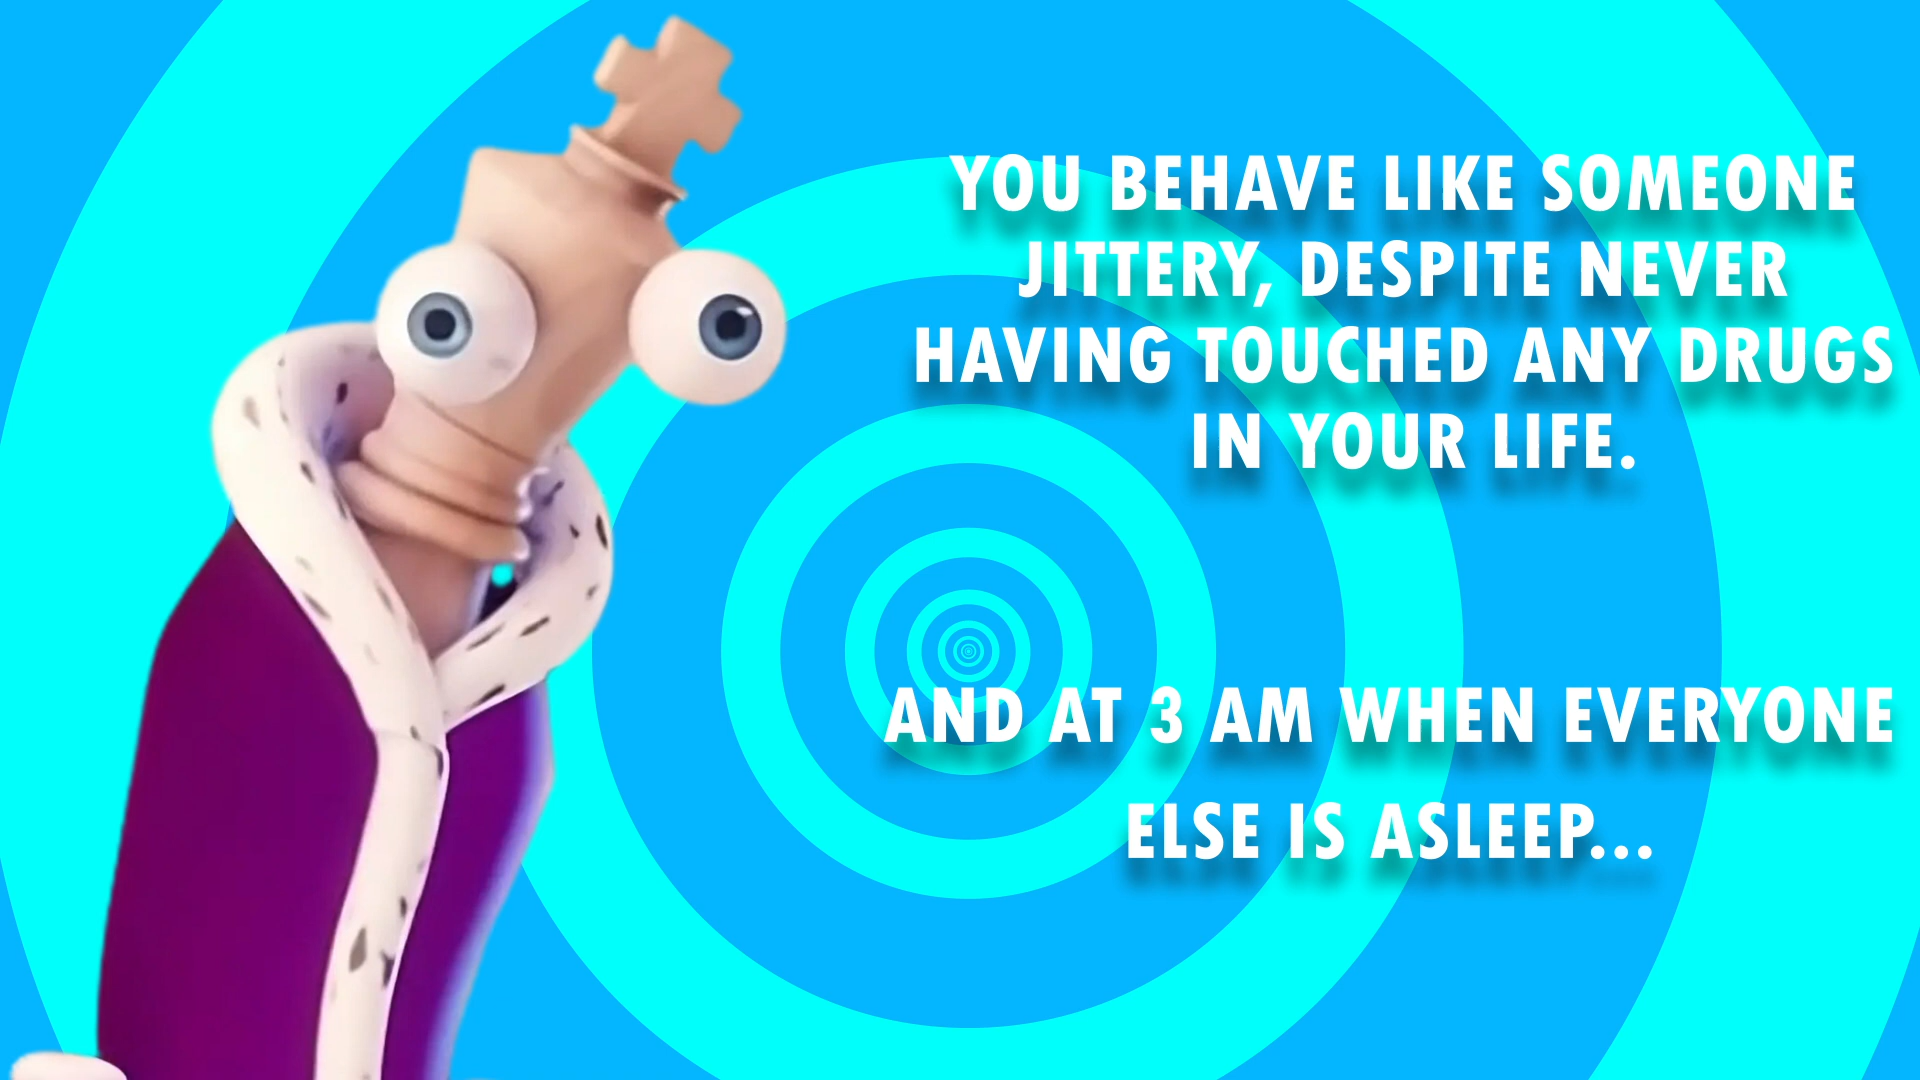 YOU BEHAVE LIKE SOMEONE
JITTERY, DESPITE NEVER
HAVING TOUCHED ANY DRUGS
IN YOUR LIFE.
AND AT 3 AM WHEN EVERYONE
ELSE IS ASLEEP...